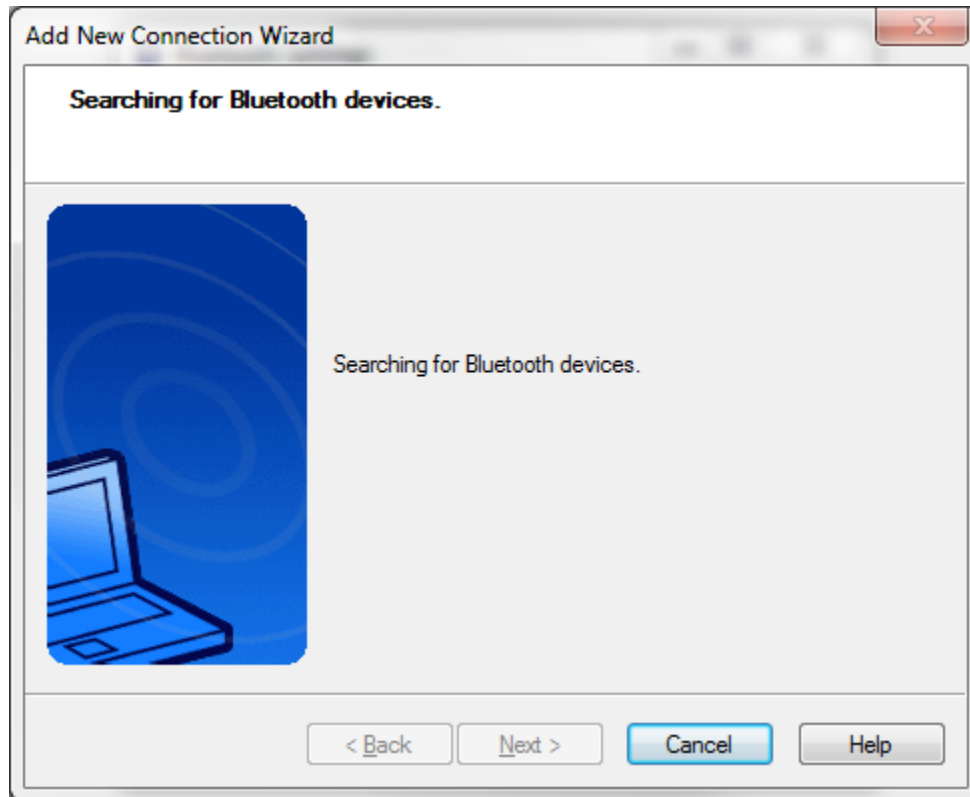 Add New Connection Wizard
Searching for Bluetooth devices.
Searching for Bluetooth devices.
< Back
Next >
Cancel
Help